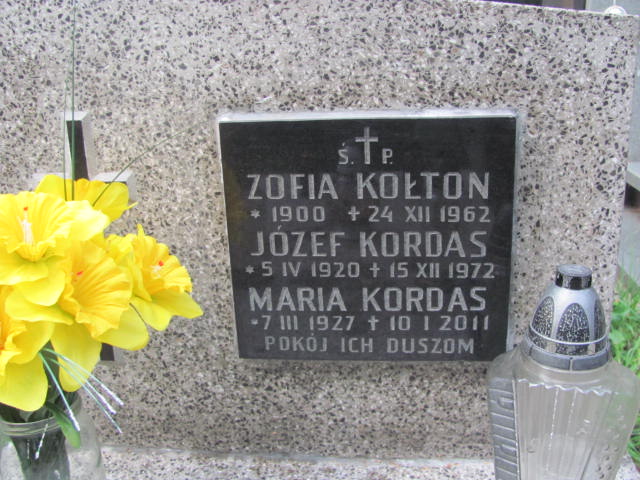 Ś. † P.
ZOFIA KOŁTON
* 1900 + 24 XII 1962
JÓZEF KORDAS
* 5 IV 1920 + 15 XII 1972
MARIA KORDAS
* 7 III 1927 + 10 I 2011
POKÓJ ICH DUSZOM